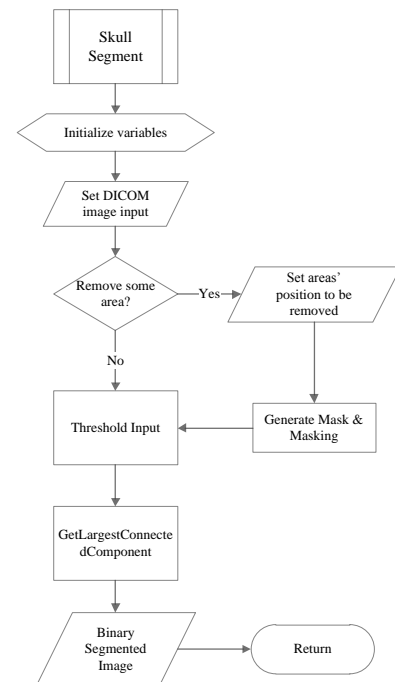 Skull
Segment
Initialize variables
Set DICOM
image input
Remove some
area?
Yes
Set areas'
position to be
removed
No
Threshold Input
Generate Mask &
Masking
GetLargestConnecte
dComponent
Binary
Segmented
Image
Return